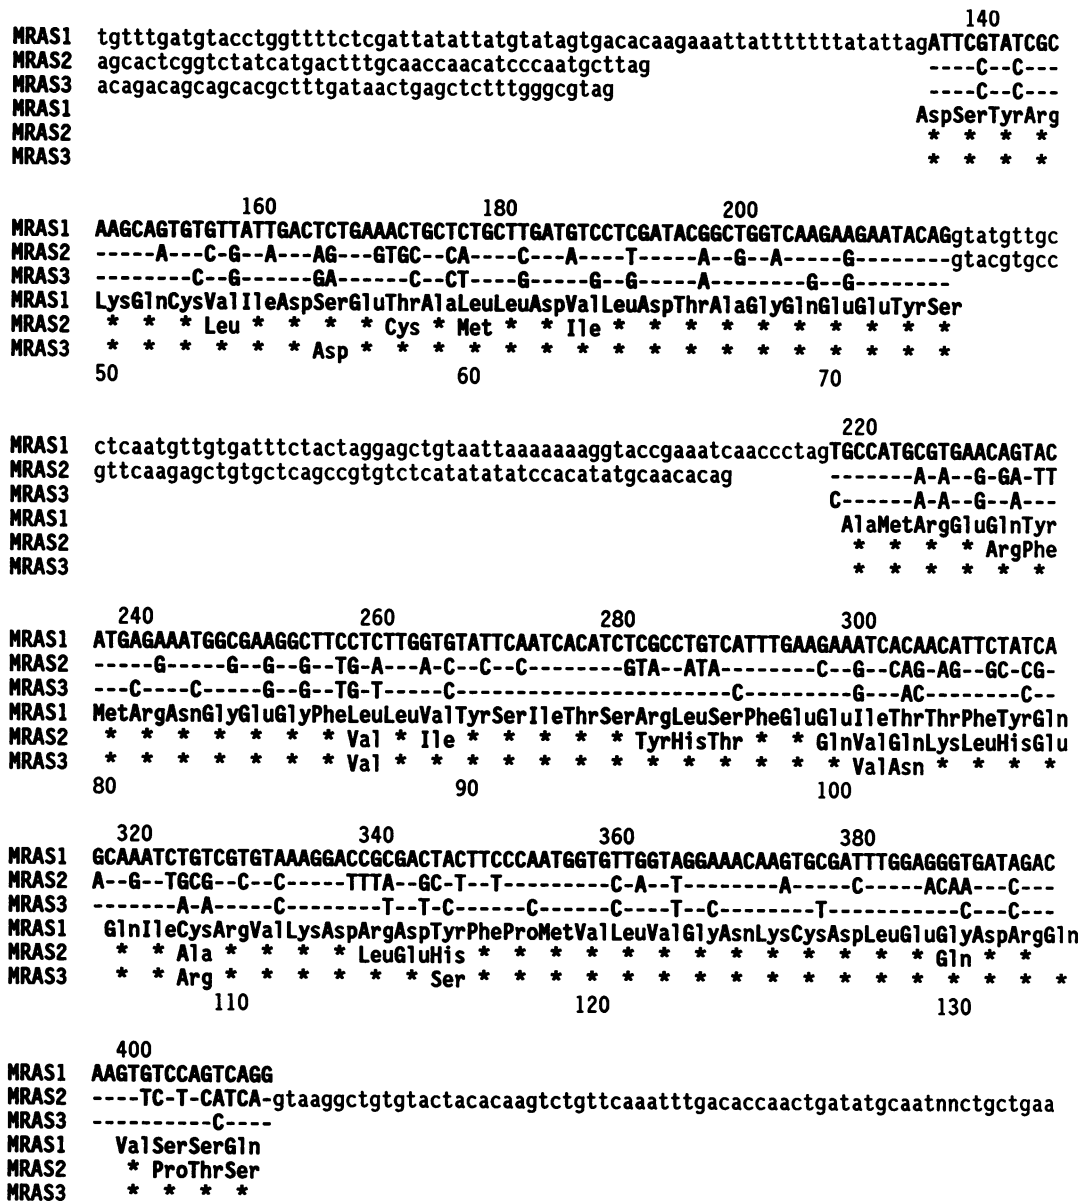 140
MRAS1 tgtttgatgtacctggttttctcgattatattatgtatagtgacacaagaaattatttttttatattagATTCGTATCGC
MRAS2 agcactcggtctatcatgactttgcaaccaacatcccaatgcttag ----C--C---
MRAS3 acagacagcagcacgctttgataactgagctctttgggcgtag ----C--C---
MRAS1 AspSerTyrArg
MRAS2 * * * *
MRAS3 * * * *
160 180 200
MRAS1 AAGCAGTGTGTTATTGACTCTGAAACTGCTCTGCTTGATGTCCTCGATACGGCTGGTCAAGAAGAATACAGgtatgttgc
MRAS2 -----A---C-G--A---AG---GTGC--CA----C---A----T-----A--G--A-----G--------gtacgtgcc
MRAS3 --------C--G------GA------C--CT----C-----G--G-----A--------G--G--------
MRAS1 LysGlnCysValIleAspSerGluThrAlaLeuLeuAspValLeuAspThrAlaGlyGlnGluGluTyrSer
MRAS2 * * * Leu * * * * Cys * Met * * Ile * * * * * * * * * *
MRAS3 * * * * * * Asp * * * * * * * * * * * * * * * * *
50 60 70
MRAS1 ctcaatgttgtgatttctactaggagctgtaattaaaaaaaggtaccgaaatcaaccctagTGCCATGCGTGAACAGTAC
MRAS2 gttcaagagctgtgctcagccgtgtctcatatatatccacatatgcaacacag -------A-A--G-GA-TT
MRAS3 C------A-A--G--A---
220
MRAS1 AlaMetArgGluGlnTyr
MRAS2 * * * * ArgPhe
MRAS3 * * * * * *
240 260 280 300
MRAS1 ATGAGAAATGGCGAAGGCTTCCTCTTGGTGTATTCAATCACATCTCGCCTGTCATTTGAAGAAATCACAACATTCTATCA
MRAS2 -----G-----G--G--G--TG-A---A-C--C--C--------GTA--ATA--------C--G--CAG-AG--GC-CG-
MRAS3 ---C----C-----G--G--TG-T-----C-----------------------C---------G---AC--------C--
MRAS1 MetArgAsnGlyGluGlyPheLeuLeuValTyrSerIleThrSerArgLeuSerPheGluGluIleThrThrPheTyrGln
MRAS2 * * * * * * * Val * Ile * * * * * TyrHisThr * * GlnValGlnLysLeuHisGlu
MRAS3 * * * * * * * Val * * * * * * * * * * * * * ValAsn * * * *
80 90 100
320 340 360 380
MRAS1 GCAAATCTGTCGTGTAAAGGACCGCGACTACTTCCCAATGGTGTTGGTAGGAAACAAGTGCGATTTGGAGGGTGATAGAC
MRAS2 A--G--TGCG--C--C-----TTTA--GC-T--T---------C-A--T--------A-----C-----ACAA---C---
MRAS3 -------A-A-----C--------T--T-C------C------C----T--C--------T-----------C---C---
MRAS1 GlnIleCysArgValLysAspArgAspTyrPheProMetValLeuValGlyAsnLysCysAspLeuGluGlyAspArgGln
MRAS2 * * Ala * * * * LeuGluHis * * * * * * * * * * * * * Gln * *
MRAS3 * * Arg * * * * * * Ser * * * * * * * * * * * * * * * * *
110 120 130
400
MRAS1 AAGTGTCCAGTCAGG
MRAS2 ----TC-T-CATCA-gtaaggctgtgtactacacaagtctgttcaaatttgacaccaactgatatgcaatnnctgctgaa
MRAS3 ----------C----
MRAS1 ValSerSerGln
MRAS2 * ProThrSer
MRAS3 * * * *